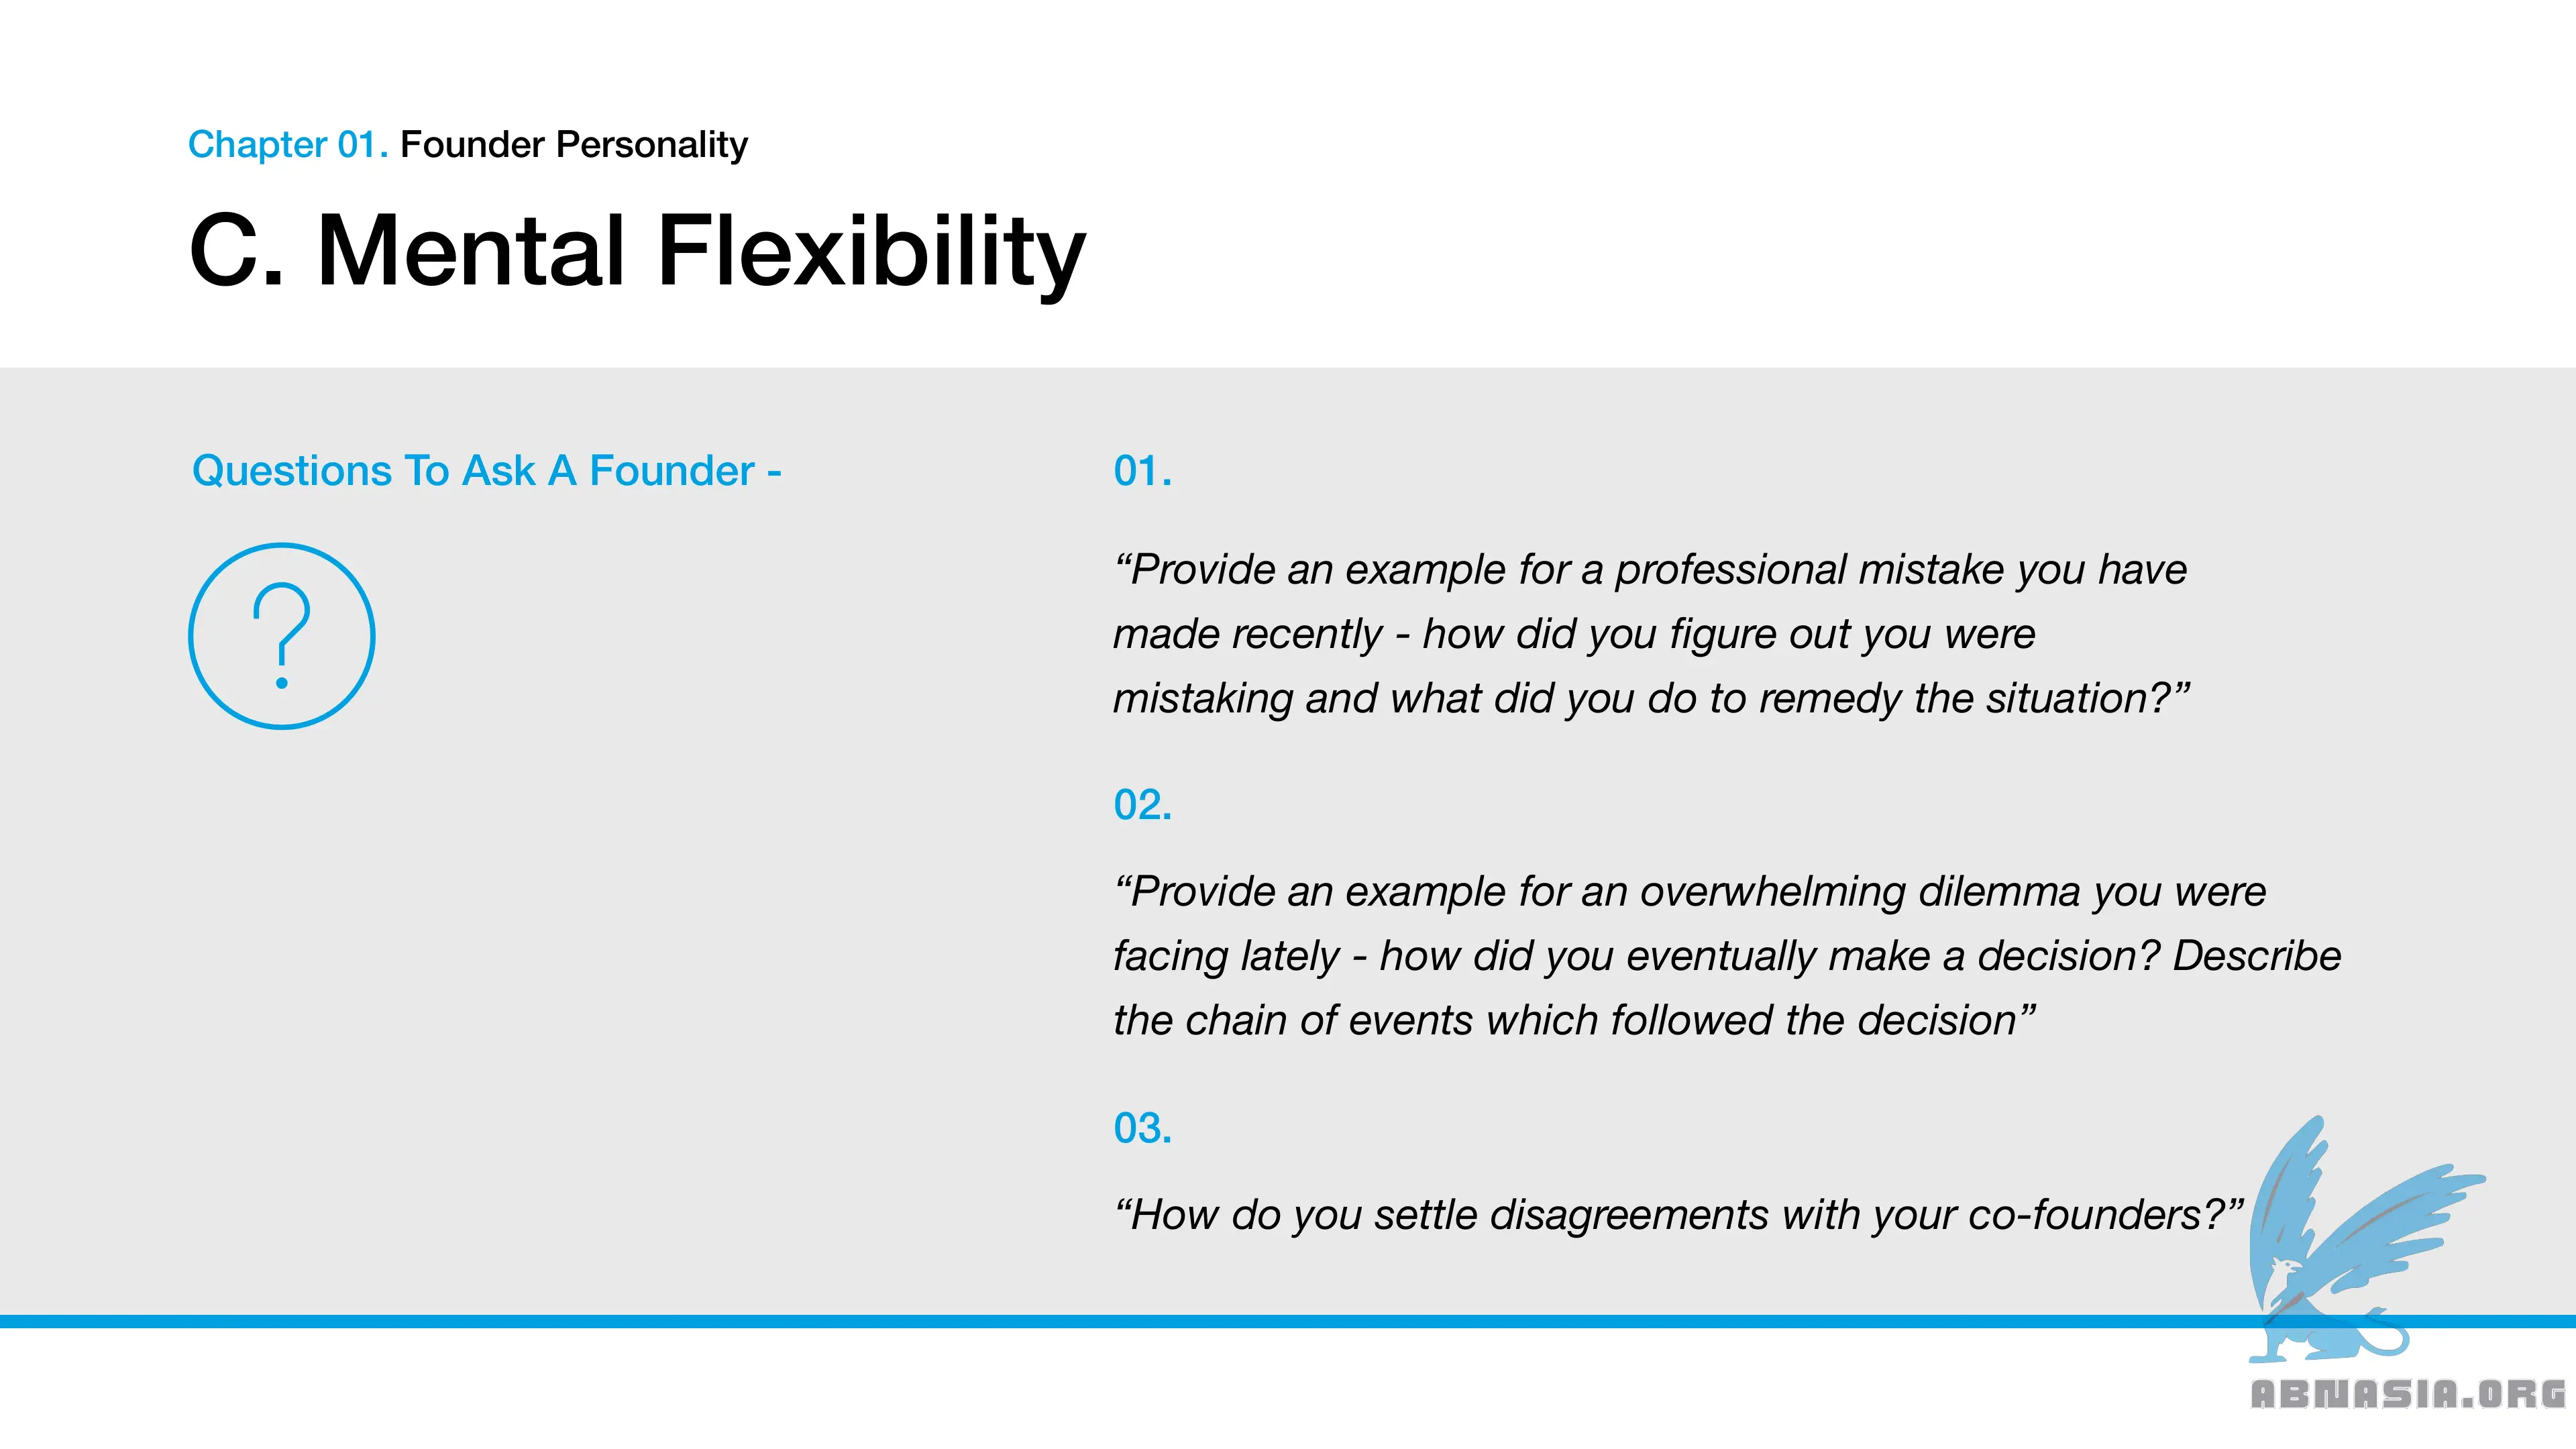 Chapter 01. Founder Personality
C. Mental Flexibility
Questions To Ask A Founder -
?
01.
“Provide an example for a professional mistake you have
made recently - how did you figure out you were
mistaking and what did you do to remedy the situation?”
02.
“Provide an example for an overwhelming dilemma you were
facing lately - how did you eventually make a decision? Describe
the chain of events which followed the decision”
03.
“How do you settle disagreements with your co-founders?”
ABNASIA.ORG